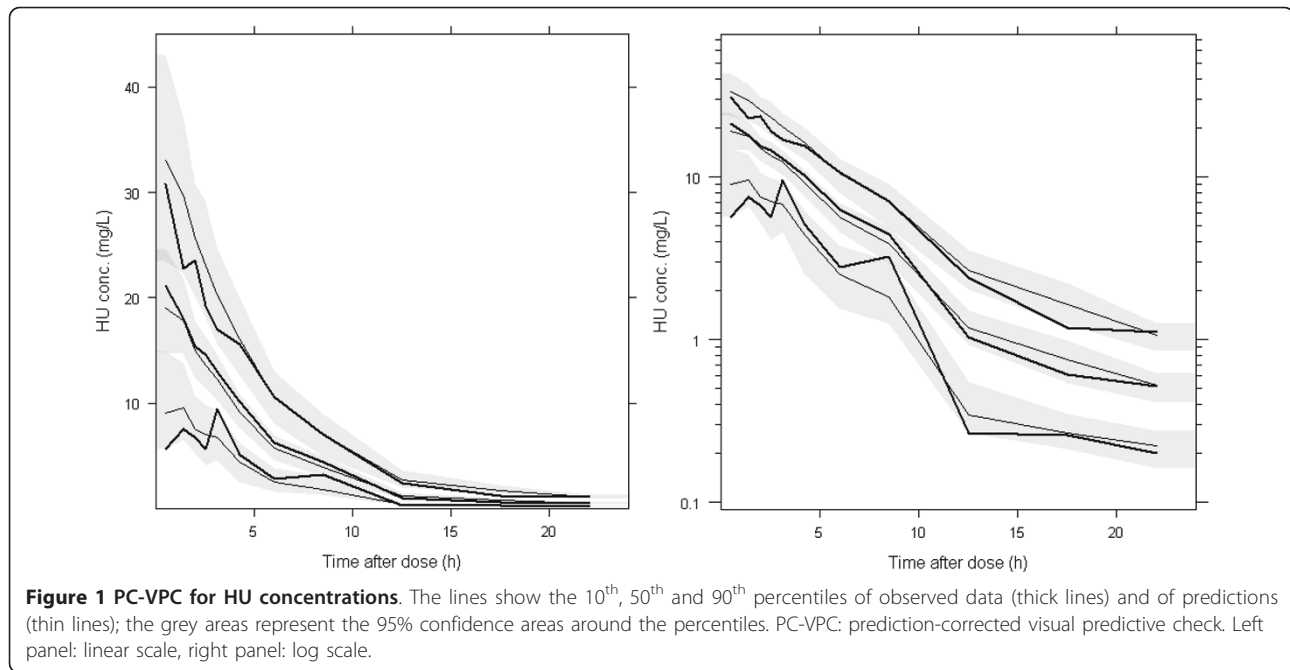 40
30
20
10
HU conc. (mg/L)
5
10
15
20
Time after dose (h)
10
1
0.1
HU conc. (mg/L)
5
10
15
20
Time after dose (h)
Figure 1 PC-VPC for HU concentrations. The lines show the 10th, 50th and 90th percentiles of observed data (thick lines) and of predictions
(thin lines); the grey areas represent the 95% confidence areas around the percentiles. PC-VPC: prediction-corrected visual predictive check. Left
panel: linear scale, right panel: log scale.